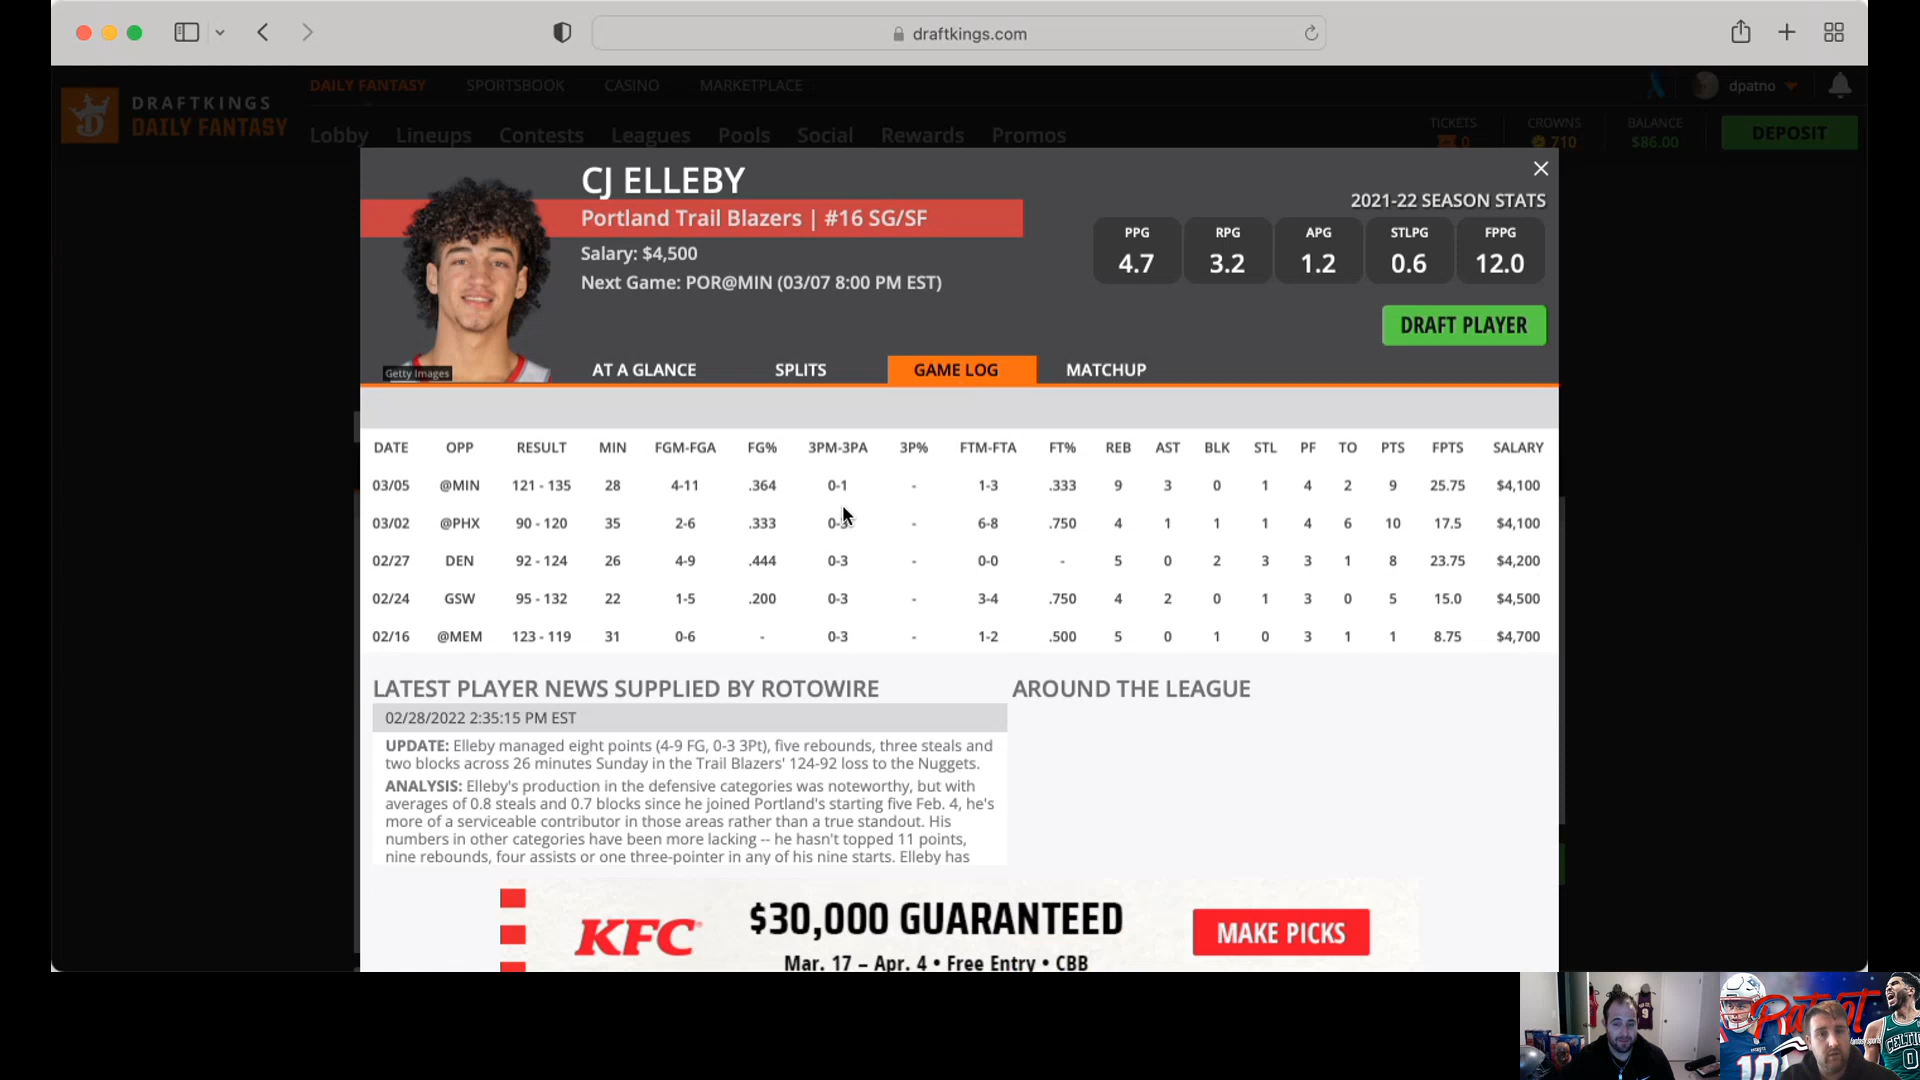 draftkings.com
DRAFTKINGS
DAILY FANTASY
DAILY FANTASY SPORTSBOOK CASINO MARKETPLACE
dpatno
Lobby Lineups Contests Leagues Pools Social Rewards Promos
TICKETS CROWNS BALANCE
0 710 $86.00
DEPOSIT
CJ ELLEBY
Portland Trail Blazers | #16 SG/SF
Salary: $4,500
Next Game: POR@MIN (03/07 8:00 PM EST)
2021-22 SEASON STATS
PPG RPG APG STLPG FPPG
4.7 3.2 1.2 0.6 12.0
DRAFT PLAYER
Getty Images
AT A GLANCE SPLITS GAME LOG MATCHUP
DATE OPP RESULT MIN FGM-FGA FG% 3PM-3PA 3P% FTM-FTA FT% REB AST BLK STL PF TO PTS FPTS SALARY
03/05 @MIN 121 - 135 28 4-11 .364 0-1 - 1-3 .333 9 3 0 1 4 2 9 25.75 $4,100
03/02 @PHX 90 - 120 35 2-6 .333 0-3 - 6-8 .750 4 1 1 1 4 6 10 17.5 $4,100
02/27 DEN 92 - 124 26 4-9 .444 0-3 - 0-0 - 5 0 2 3 3 1 8 23.75 $4,200
02/24 GSW 95 - 132 22 1-5 .200 0-3 - 3-4 .750 4 2 0 1 3 0 5 15.0 $4,500
02/16 @MEM 123 - 119 31 0-6 - 0-3 - 1-2 .500 5 0 1 0 3 1 1 8.75 $4,700
LATEST PLAYER NEWS SUPPLIED BY ROTOWIRE
AROUND THE LEAGUE
02/28/2022 2:35:15 PM EST
UPDATE: Elleby managed eight points (4-9 FG, 0-3 3Pt), five rebounds, three steals and
two blocks across 26 minutes Sunday in the Trail Blazers' 124-92 loss to the Nuggets.
ANALYSIS: Elleby's production in the defensive categories was noteworthy, but with
averages of 0.8 steals and 0.7 blocks since he joined Portland's starting five Feb. 4, he's
more of a serviceable contributor in those areas rather than a true standout. His
numbers in other categories have been more lacking -- he hasn't topped 11 points,
nine rebounds, four assists or one three-pointer in any of his nine starts. Elleby has
KFC
$30,000 GUARANTEED
Mar. 17 – Apr. 4 • Free Entry • CBB
MAKE PICKS